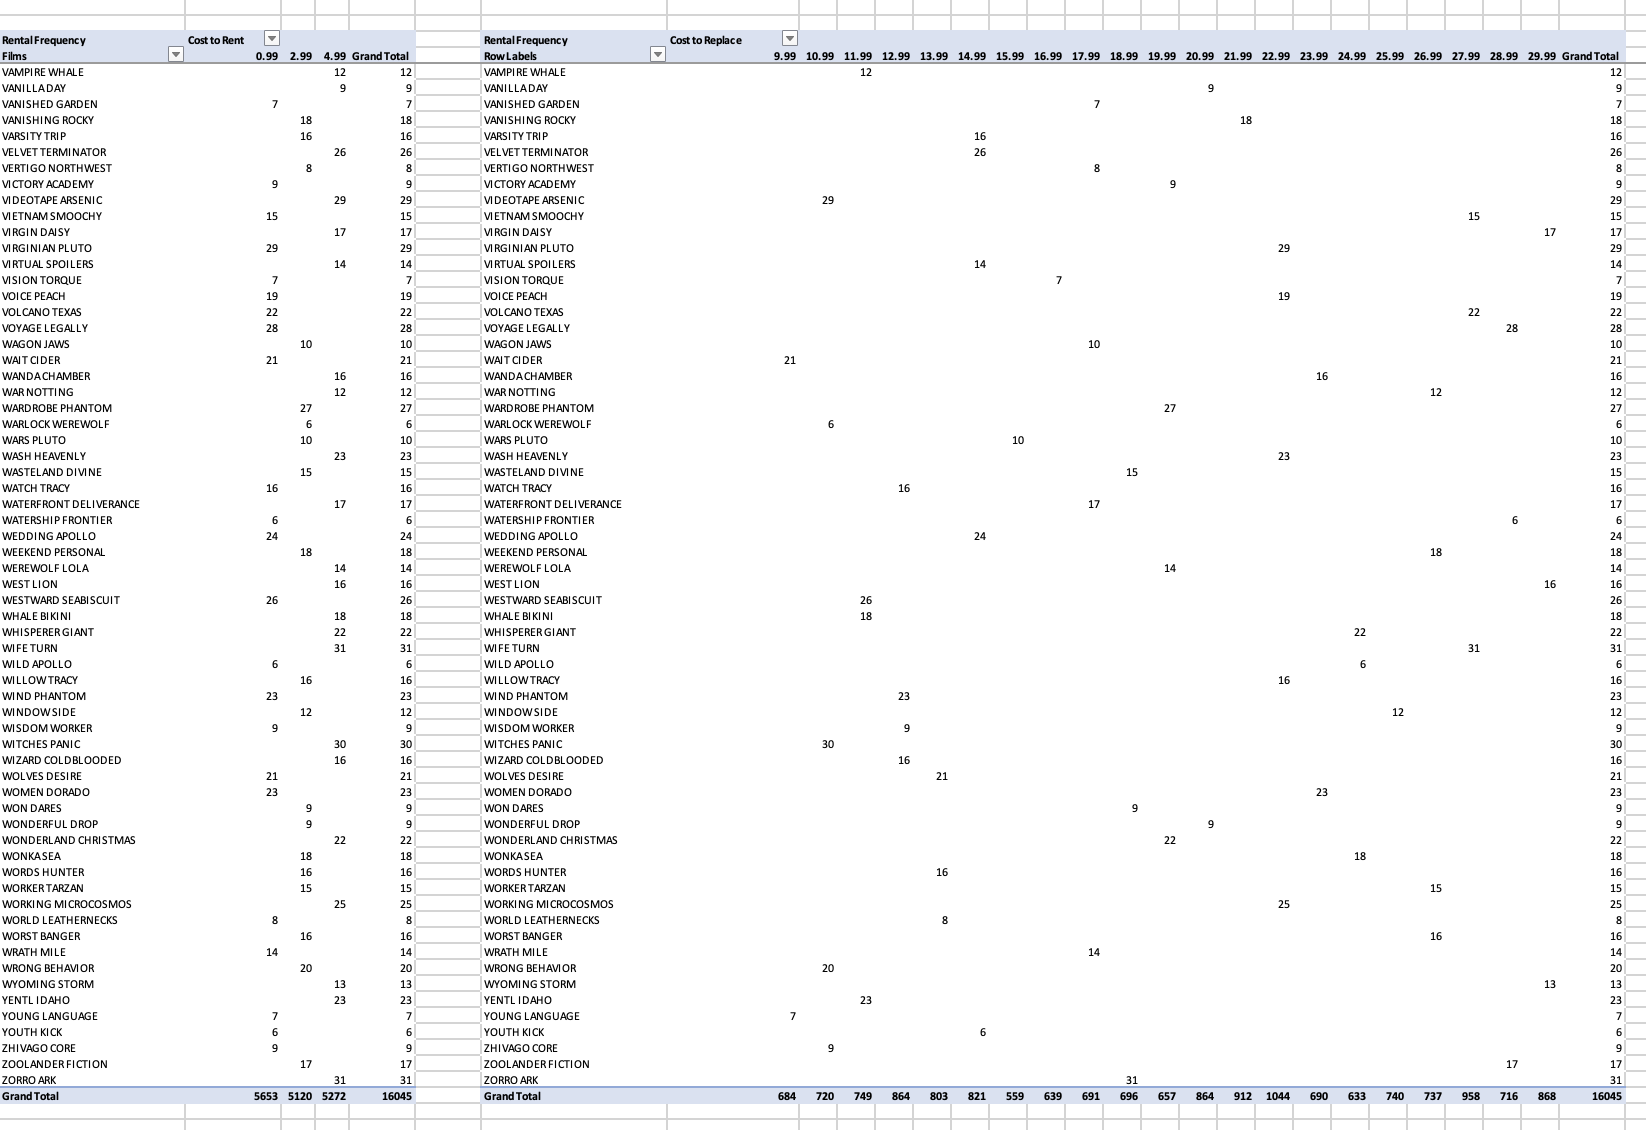 Rental Frequency Cost to Rent Rental Frequency Cost to Replace
Films 0.99 2.99 4.99 Grand Total Row Labels 9.99 10.99 11.99 12.99 13.99 14.99 15.99 16.99 17.99 18.99 19.99 20.99 21.99 22.99 23.99 24.99 25.99 26.99 27.99 28.99 29.99 Grand Total
VAMPIRE WHALE 12 12 VAMPIRE WHALE 12 12
VANILLA DAY 9 9 VANILLA DAY 9 9
VANISHED GARDEN 7 7 VANISHED GARDEN 7 7
VANISHING ROCKY 18 18 VANISHING ROCKY 18 18
VARSITY TRIP 16 16 VARSITY TRIP 16 16
VELVET TERMINATOR 26 26 VELVET TERMINATOR 26 26
VERTIGO NORTHWEST 8 8 VERTIGO NORTHWEST 8 8
VICTORY ACADEMY 9 9 VICTORY ACADEMY 9 9
VIDEOTAPE ARSENIC 29 29 VIDEOTAPE ARSENIC 29 29
VIETNAM SMOOCHY 15 15 VIETNAM SMOOCHY 15 15
VIRGIN DAISY 17 17 VIRGIN DAISY 17 17
VIRGINIAN PLUTO 29 29 VIRGINIAN PLUTO 29 29
VIRTUAL SPOILERS 14 14 VIRTUAL SPOILERS 14 14
VISION TORQUE 7 7 VISION TORQUE 7 7
VOICE PEACH 19 19 VOICE PEACH 19 19
VOLCANO TEXAS 22 22 VOLCANO TEXAS 22 22
VOYAGE LEGALLY 28 28 VOYAGE LEGALLY 28 28
WAGON JAWS 10 10 WAGON JAWS 10 10
WAIT CIDER 21 21 WAIT CIDER 21 21
WANDA CHAMBER 16 16 WANDA CHAMBER 16 16
WAR NOTTING 12 12 WAR NOTTING 12 12
WARDROBE PHANTOM 27 27 WARDROBE PHANTOM 27 27
WARLOCK WEREWOLF 6 6 WARLOCK WEREWOLF 6 6
WARS PLUTO 10 10 WARS PLUTO 10 10
WASH HEAVENLY 23 23 WASH HEAVENLY 23 23
WASTELAND DIVINE 15 15 WASTELAND DIVINE 15 15
WATCH TRACY 16 16 WATCH TRACY 16 16
WATERFRONT DELIVERANCE 17 17 WATERFRONT DELIVERANCE 17 17
WATERSHIP FRONTIER 6 6 WATERSHIP FRONTIER 6 6
WEDDING APOLLO 24 24 WEDDING APOLLO 24 24
WEEKEND PERSONAL 18 18 WEEKEND PERSONAL 18 18
WEREWOLF LOLA 14 14 WEREWOLF LOLA 14 14
WEST LION 16 16 WEST LION 16 16
WESTWARD SEABISCUIT 26 26 WESTWARD SEABISCUIT 26 26
WHALE BIKINI 18 18 WHALE BIKINI 18 18
WHISPERER GIANT 22 22 WHISPERER GIANT 22 22
WIFE TURN 31 31 WIFE TURN 31 31
WILD APOLLO 6 6 WILD APOLLO 6 6
WILLOW TRACY 16 16 WILLOW TRACY 16 16
WIND PHANTOM 23 23 WIND PHANTOM 23 23
WINDOW SIDE 12 12 WINDOW SIDE 12 12
WISDOM WORKER 9 9 WISDOM WORKER 9 9
WITCHES PANIC 30 30 WITCHES PANIC 30 30
WIZARD COLDBLOODED 16 16 WIZARD COLDBLOODED 16 16
WOLVES DESIRE 21 21 WOLVES DESIRE 21 21
WOMEN DORADO 23 23 WOMEN DORADO 23 23
WON DARES 9 9 WON DARES 9 9
WONDERFUL DROP 9 9 WONDERFUL DROP 9 9
WONDERLAND CHRISTMAS 22 22 WONDERLAND CHRISTMAS 22 22
WONKA SEA 18 18 WONKA SEA 18 18
WORDS HUNTER 16 16 WORDS HUNTER 16 16
WORKER TARZAN 15 15 WORKER TARZAN 15 15
WORKING MICROCOSMOS 25 25 WORKING MICROCOSMOS 25 25
WORLD LEATHERNECKS 8 8 WORLD LEATHERNECKS 8 8
WORST BANGER 16 16 WORST BANGER 16 16
WRATH MILE 14 14 WRATH MILE 14 14
WRONG BEHAVIOR 20 20 WRONG BEHAVIOR 20 20
WYOMING STORM 13 13 WYOMING STORM 13 13
YENTL IDAHO 23 23 YENTL IDAHO 23 23
YOUNG LANGUAGE 7 7 YOUNG LANGUAGE 7 7
YOUTH KICK 6 6 YOUTH KICK 6 6
ZHIVAGO CORE 9 9 ZHIVAGO CORE 9 9
ZOOLANDER FICTION 17 17 ZOOLANDER FICTION 17 17
ZORRO ARK 31 31 ZORRO ARK 31 31
Grand Total 5653 5120 5272 16045 Grand Total 684 720 749 864 803 821 559 639 691 696 657 864 912 1044 690 633 740 737 958 716 868 16045